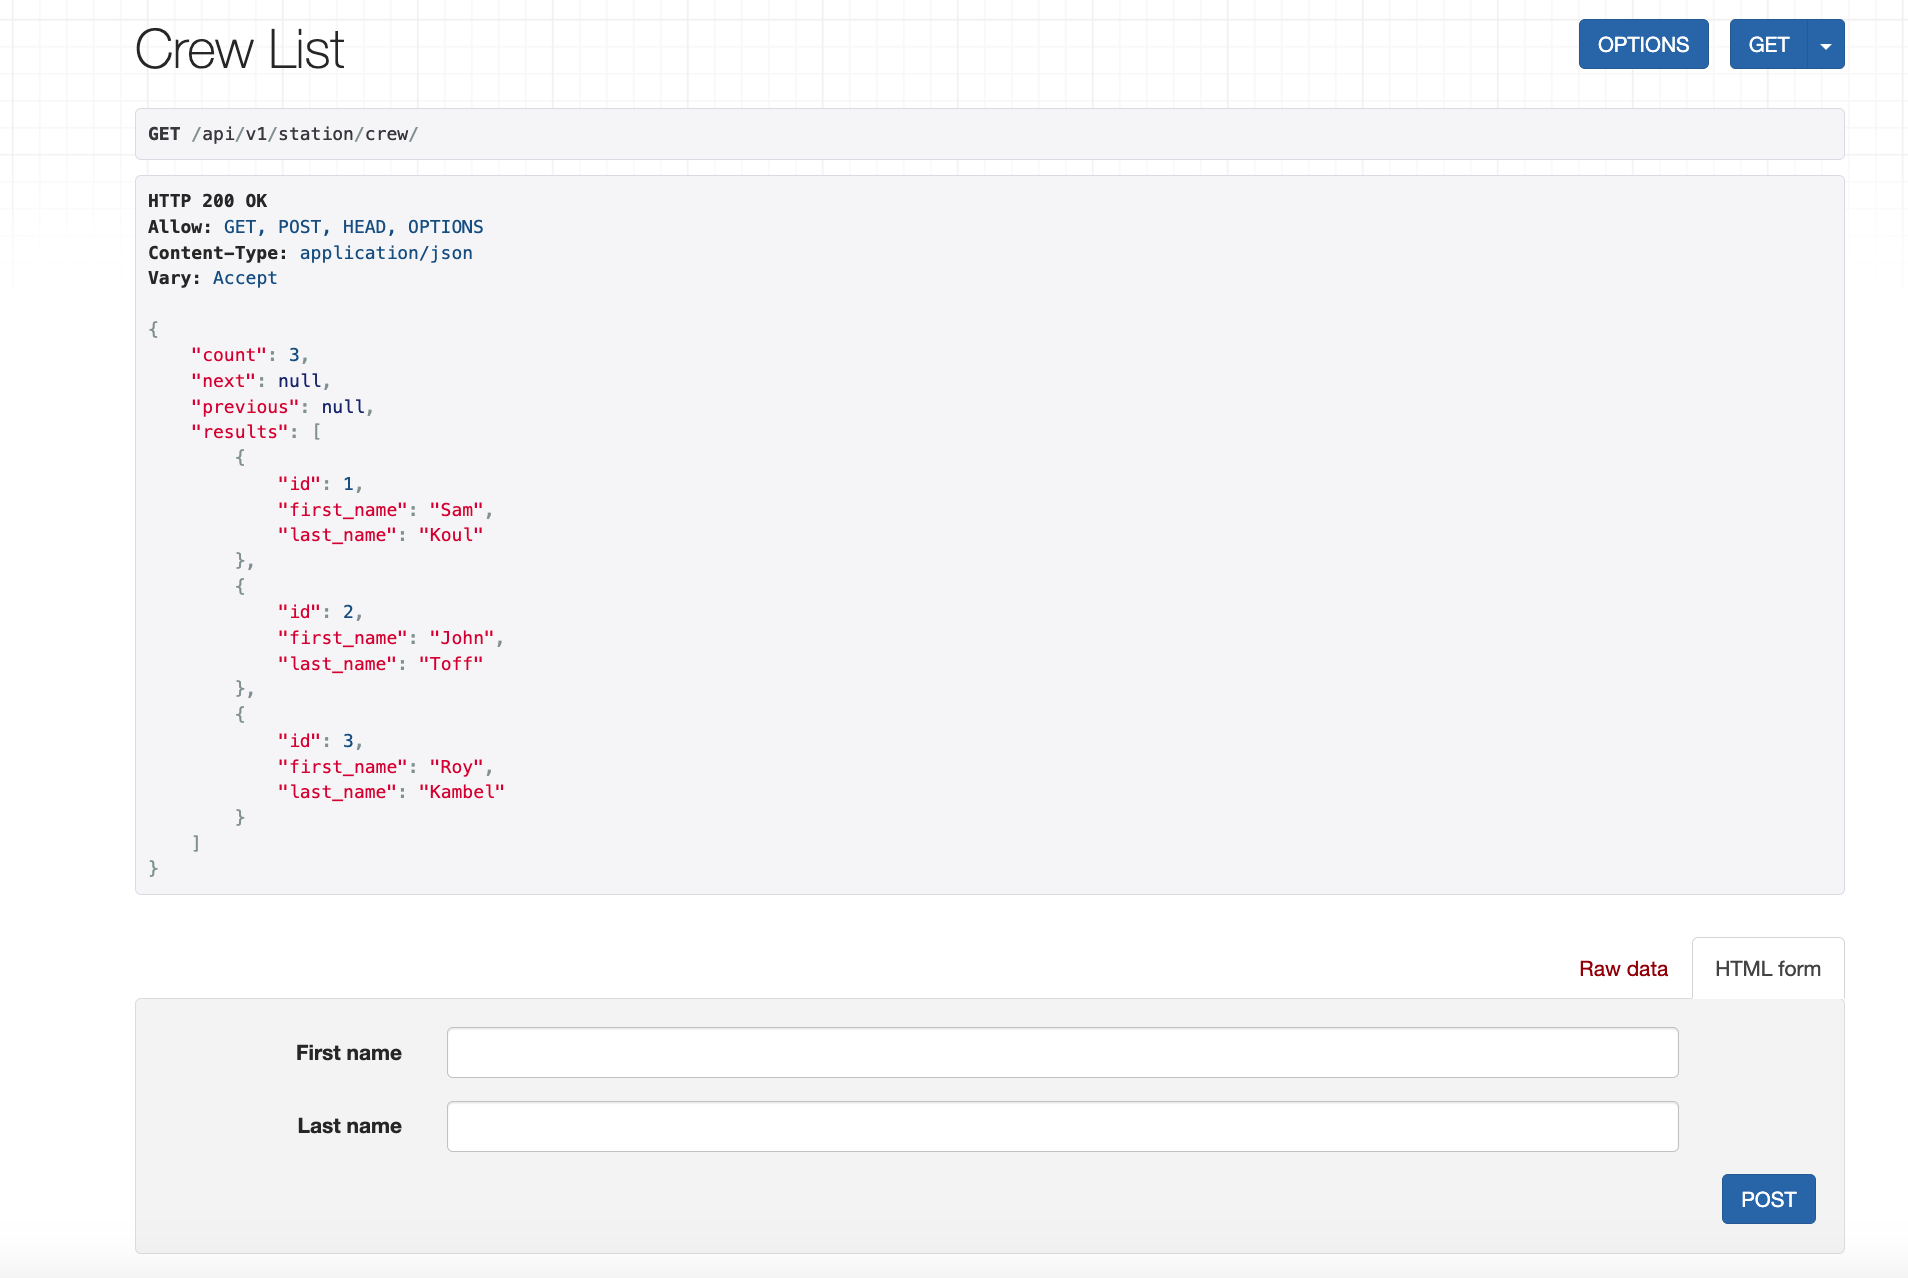 Crew List
OPTIONS
GET
GET /api/v1/station/crew/
HTTP 200 OK
Allow: GET, POST, HEAD, OPTIONS
Content-Type: application/json
Vary: Accept
{
    "count": 3,
    "next": null,
    "previous": null,
    "results": [
        {
            "id": 1,
            "first_name": "Sam",
            "last_name": "Koul"
        },
        {
            "id": 2,
            "first_name": "John",
            "last_name": "Toff"
        },
        {
            "id": 3,
            "first_name": "Roy",
            "last_name": "Kambel"
        }
    ]
}
Raw data
HTML form
First name
Last name
POST